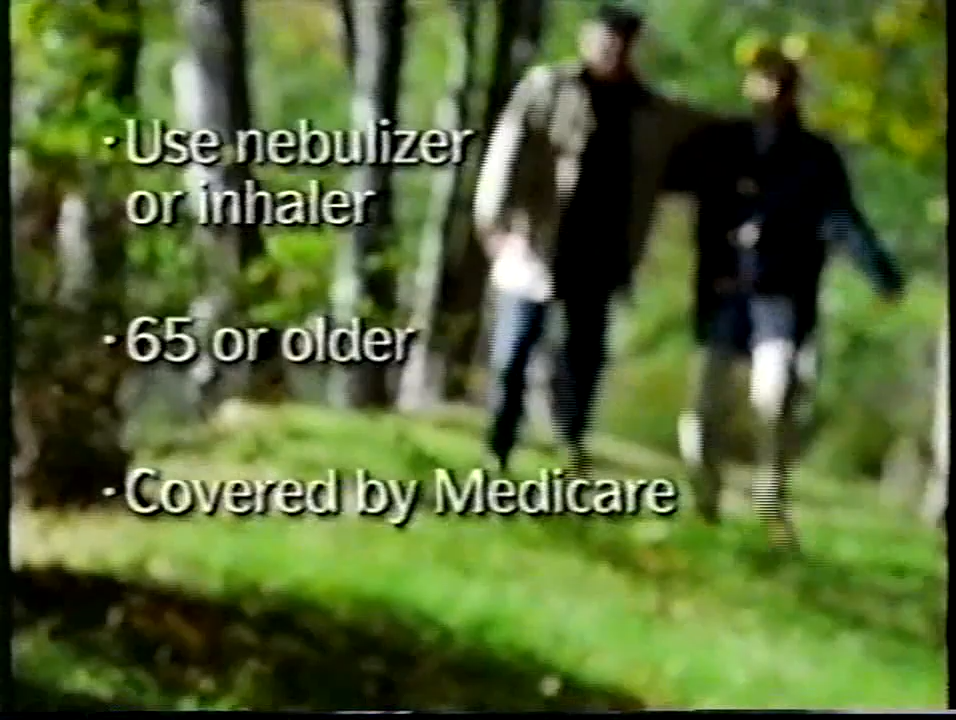 ·Use nebulizer
or inhaler
·65 or older
·Covered by Medicare